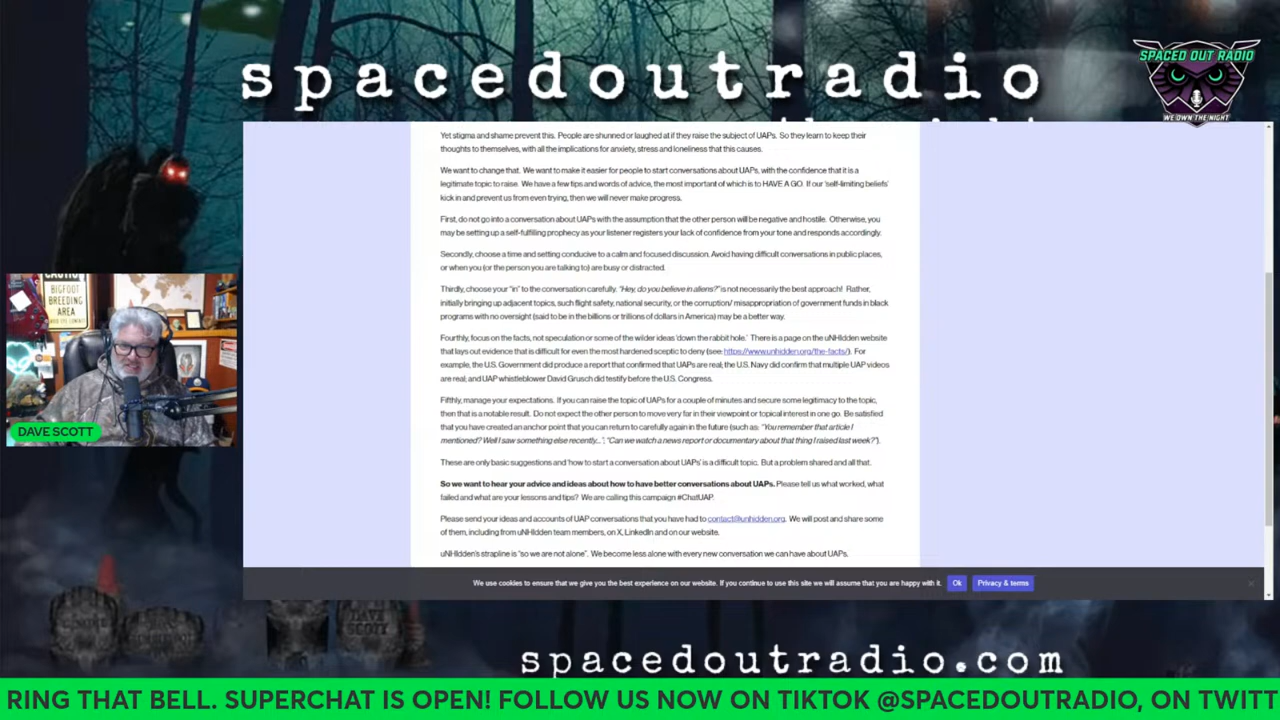 spacedoutradio
SPACED OUT RADIO
WE OWN THE NIGHT
Yet stigma and shame prevent this. People are shunned or laughed at if they raise the subject of UAPs. So they learn to keep their
thoughts to themselves, with all the implications for anxiety, stress and loneliness that this causes.
We want to change that. We want to make it easier for people to start conversations about UAPs, with the confidence that it is a
legitimate topic to raise. We have a few tips and words of advice, the most important of which is to HAVE A GO. If our 'self-limiting beliefs'
kick in and prevent us from even trying, then we will never make progress.
First, do not go into a conversation about UAPs with the assumption that the other person will be negative and hostile. Otherwise, you
may be setting up a self-fulfilling prophecy as your listener registers your lack of confidence from your tone and responds accordingly.
Secondly, choose a time and setting conducive to a calm and focused discussion. Avoid having difficult conversations in public places,
or when you (or the person you are talking to) are busy or distracted.
Thirdly, choose your "in" to the conversation carefully. "Hey, do you believe in aliens?" is not necessarily the best approach! Rather,
initially bringing up adjacent topics, such flight safety, national security, or the corruption/ misappropriation of government funds in black
programs with no oversight (said to be in the billions or trillions of dollars in America) may be a better way.
Fourthly, focus on the facts, not speculation or some of the wilder ideas 'down the rabbit hole.' There is a page on the uNHIdden website
that lays out evidence that is difficult for even the most hardened sceptic to deny (see: https://www.unhidden.org/the-facts/). For
example, the U.S. Government did produce a report that confirmed that UAPs are real; the U.S. Navy did confirm that multiple UAP videos
are real; and UAP whistleblower David Grusch did testify before the U.S. Congress.
Fifthly, manage your expectations. If you can raise the topic of UAPs for a couple of minutes and secure some legitimacy to the topic,
then that is a notable result. Do not expect the other person to move very far in their viewpoint or topical interest in one go. Be satisfied
that you have created an anchor point that you can return to carefully again in the future (such as: "You remember that article I
mentioned? Well I saw something else recently..."; "Can we watch a news report or documentary about that thing I raised last week?").
These are only basic suggestions and 'how to start a conversation about UAPs' is a difficult topic. But a problem shared and all that.
So we want to hear your advice and ideas about how to have better conversations about UAPs. Please tell us what worked, what
failed and what are your lessons and tips? We are calling this campaign #ChatUAP.
Please send your ideas and accounts of UAP conversations that you have had to contact@unhidden.org. We will post and share some
of them, including from uNHIdden team members, on X, LinkedIn and on our website.
uNHIdden's strapline is "so we are not alone". We become less alone with every new conversation we can have about UAPs.
We use cookies to ensure that we give you the best experience on our website. If you continue to use this site we will assume that you are happy with it. Ok Privacy & terms
CAUTION
BIGFOOT
BREEDING
AREA
DAVE SCOTT
DAVE
SCOTT
spacedoutradio.com
RING THAT BELL. SUPERCHAT IS OPEN! FOLLOW US NOW ON TIKTOK @SPACEDOUTRADIO, ON TWITT